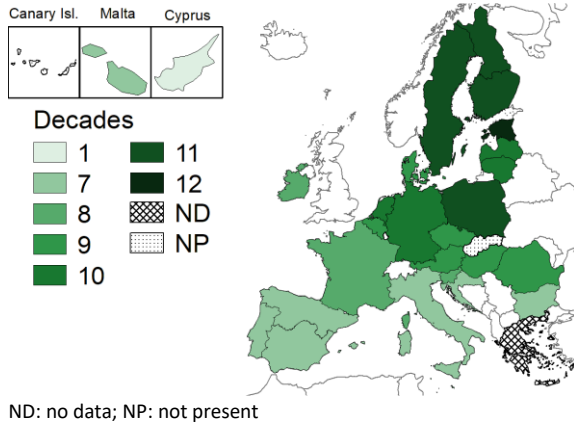 Canary Isl. Malta Cyprus
Decades
1 11
7 12
8 ND
9 NP
10
ND: no data; NP: not present